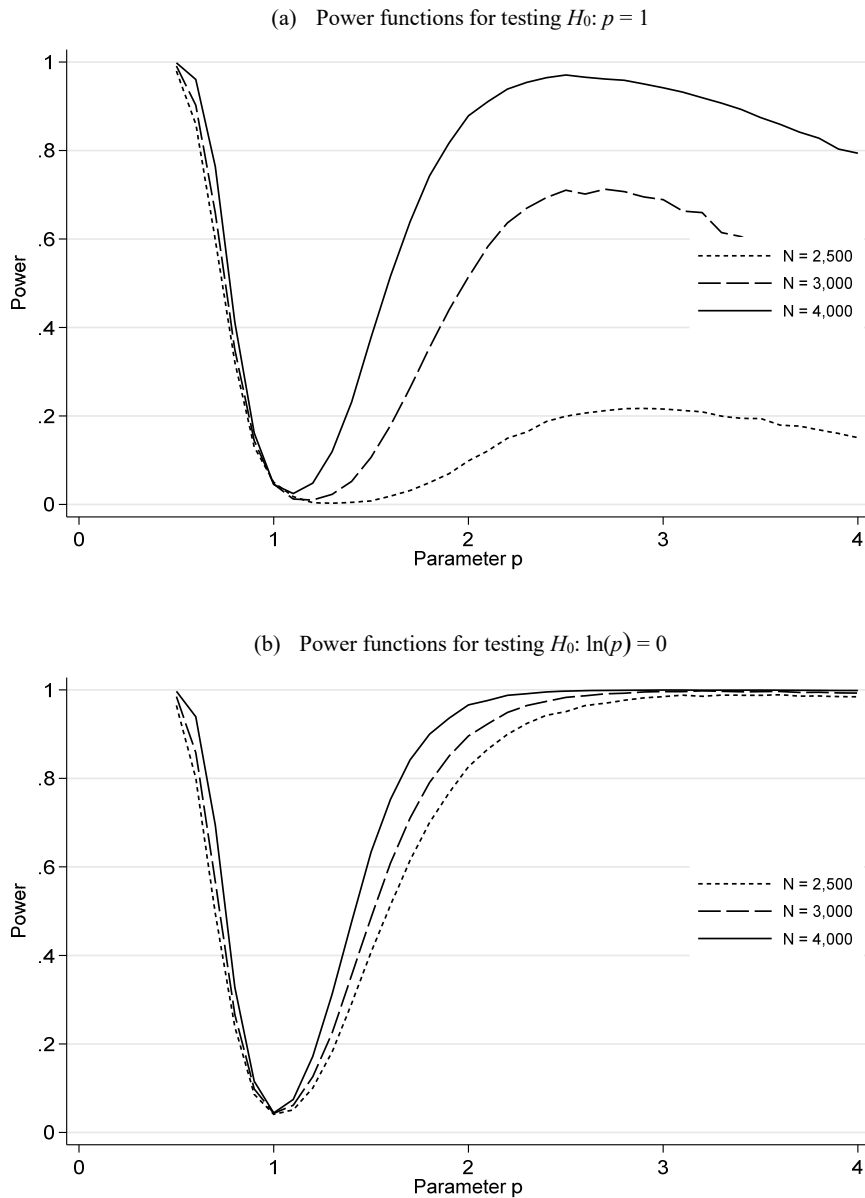 (a) Power functions for testing H0: p = 1
1
.8
.6
.4
.2
0
Power
N = 2,500
N = 3,000
N = 4,000
0 1 2 3 4
Parameter p
(b) Power functions for testing H0: ln(p) = 0
1
.8
.6
.4
.2
0
Power
N = 2,500
N = 3,000
N = 4,000
0 1 2 3 4
Parameter p